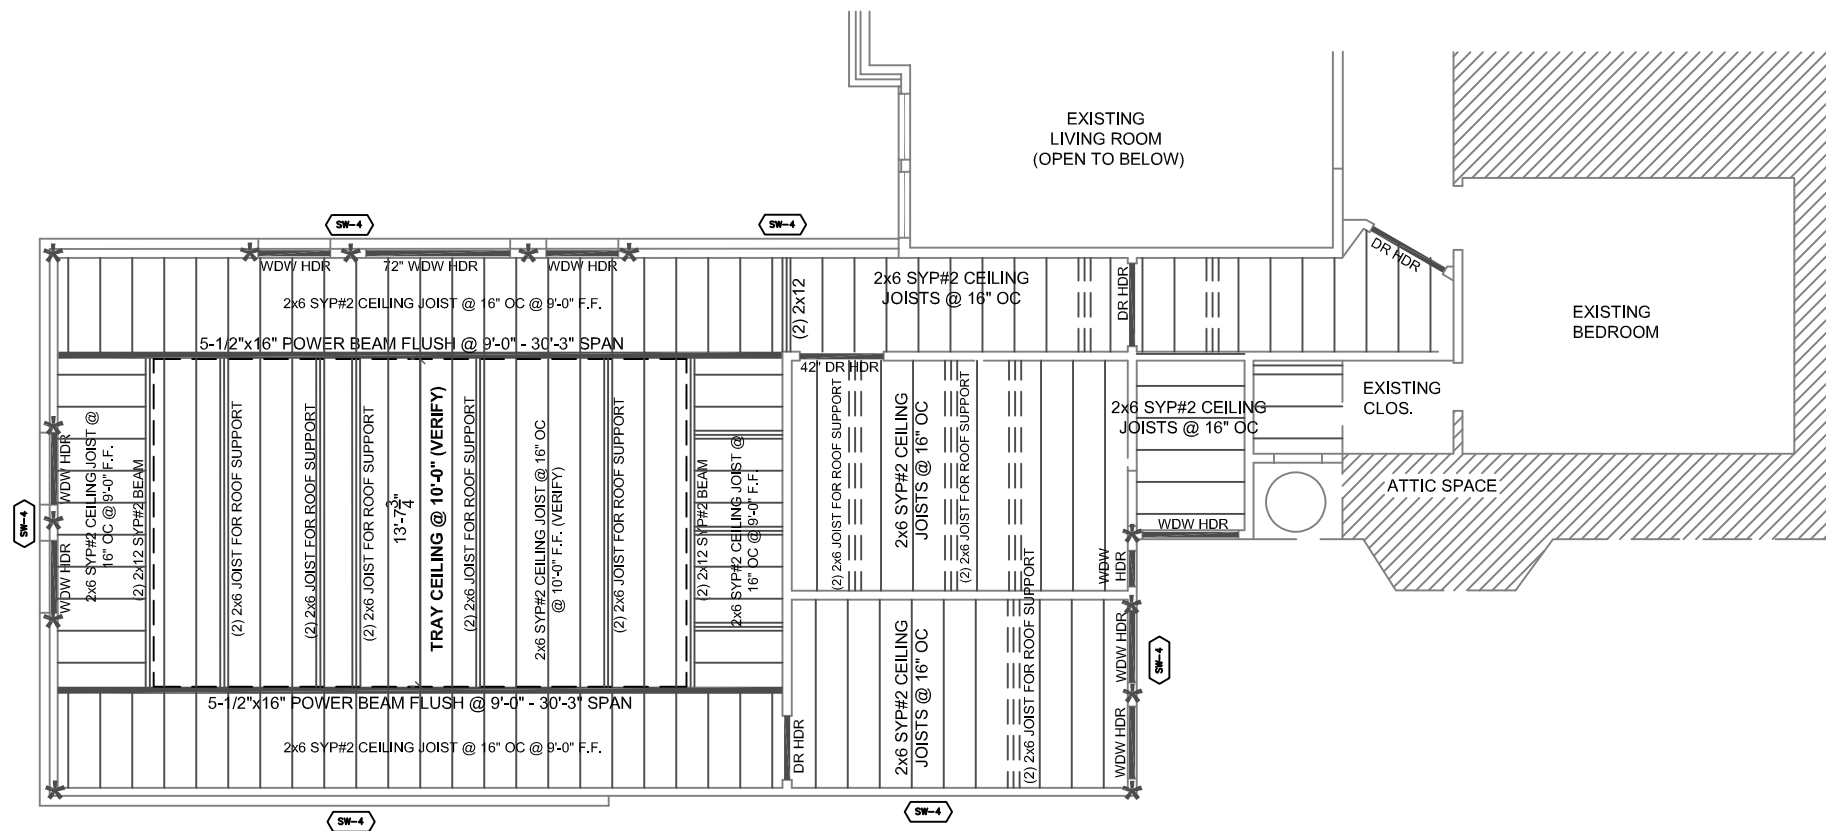 EXISTING
LIVING ROOM
(OPEN TO BELOW)
SW-4
SW-4
WDW HDR
72" WDW HDR
WDW HDR
2x6 SYP#2 CEILING JOIST @ 16" OC @ 9'-0" F.F.
(2) 2x12
2x6 SYP#2 CEILING
JOISTS @ 16" OC
DR HDR
DR HDR
EXISTING
BEDROOM
5-1/2"x16" POWER BEAM FLUSH @ 9'-0" - 30'-3" SPAN
42" DR HDR
EXISTING
CLOS.
2x6 SYP#2 CEILING
JOISTS @ 16" OC
SW-4
WDW HDR
WDW HDR
2x6 SYP#2 CEILING JOIST @
16" OC @9'-0" F.F.
(2) 2x12 SYP#2 BEAM
(2) 2x6 JOIST FOR ROOF SUPPORT
(2) 2x6 JOIST FOR ROOF SUPPORT
(2) 2x6 JOIST FOR ROOF SUPPORT
13'-7 3/4"
TRAY CEILING @ 10'-0" (VERIFY)
(2) 2x6 JOIST FOR ROOF SUPPORT
2x6 SYP#2 CEILING JOIST @ 16" OC
@ 10'-0" F.F. (VERIFY)
(2) 2x6 JOIST FOR ROOF SUPPORT
(2) 2x12 SYP#2 BEAM
2x6 SYP#2 CEILING JOIST @
16" OC @ 9'-0" F.F.
(2) 2x6 JOIST FOR ROOF SUPPORT
2x6 SYP#2 CEILING
JOISTS @ 16" OC
(2) 2x6 JOIST FOR ROOF SUPPORT
ATTIC SPACE
WDW HDR
WDW
HDR
(2) 2x6 JOIST FOR ROOF SUPPORT
2x6 SYP#2 CEILING
JOISTS @ 16" OC
WDW HDR
WDW HDR
SW-4
5-1/2"x16" POWER BEAM FLUSH @ 9'-0" - 30'-3" SPAN
2x6 SYP#2 CEILING JOIST @ 16" OC @ 9'-0" F.F.
DR HDR
SW-4
SW-4